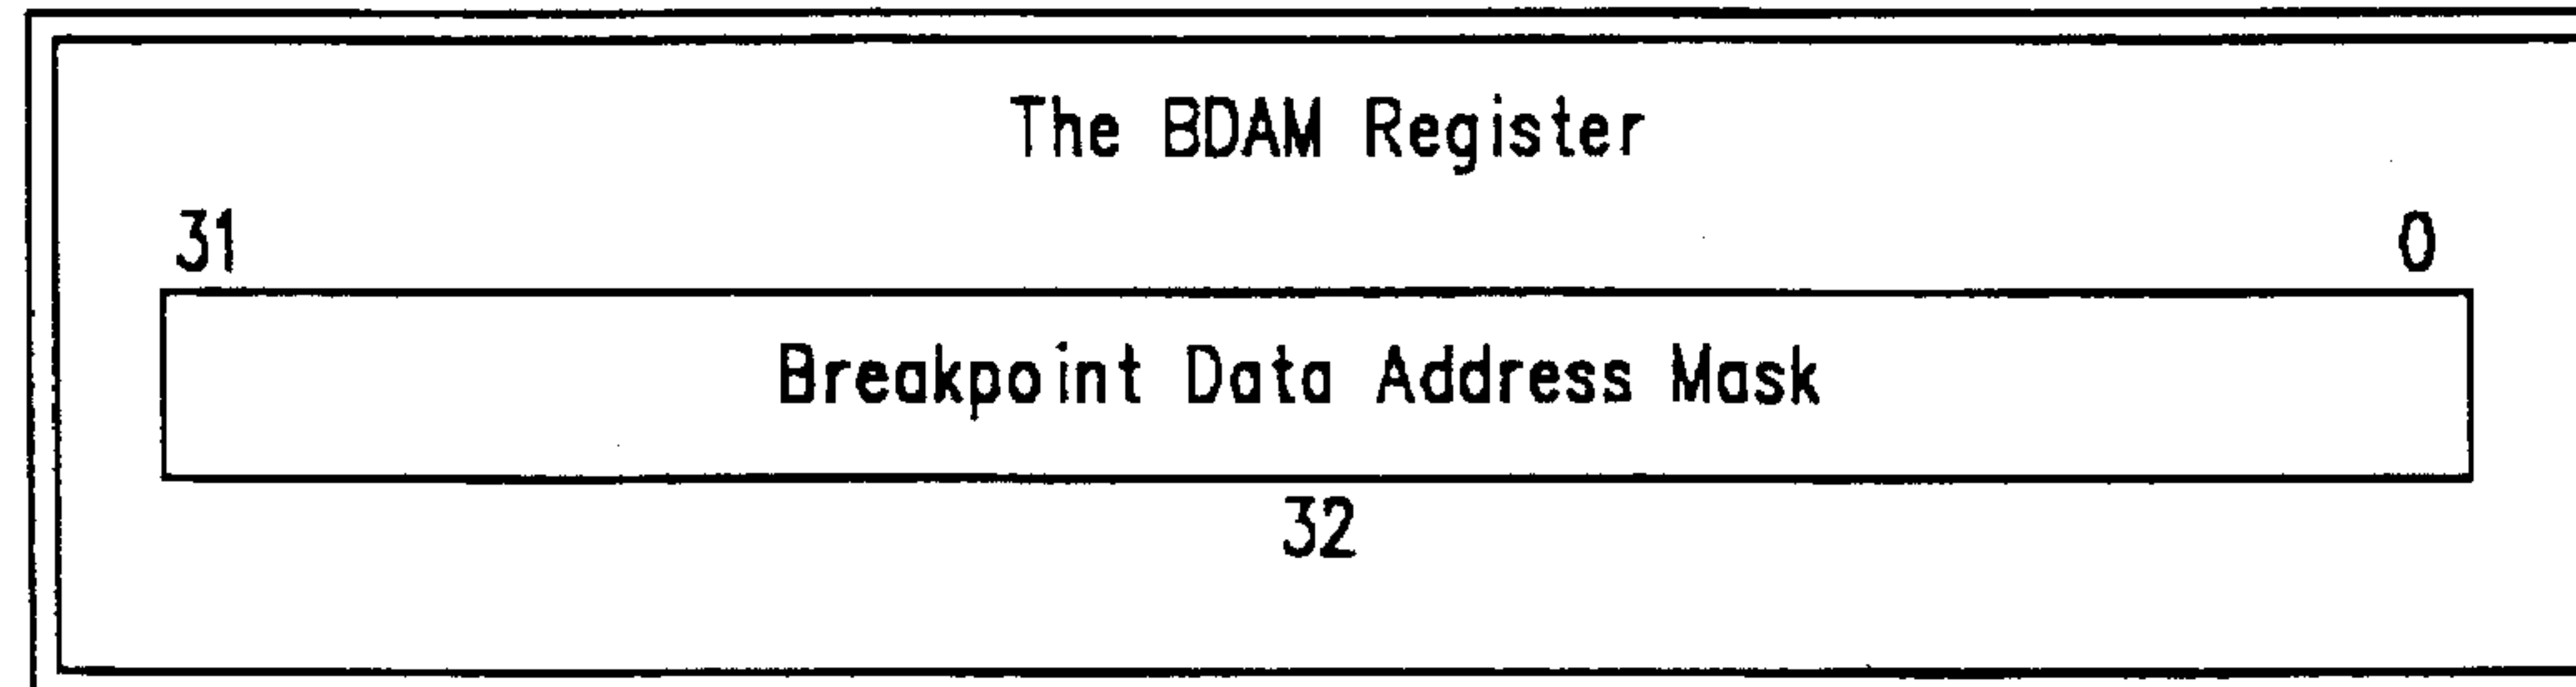 The BDAM Register
31 0
Breakpoint Data Address Mask
32